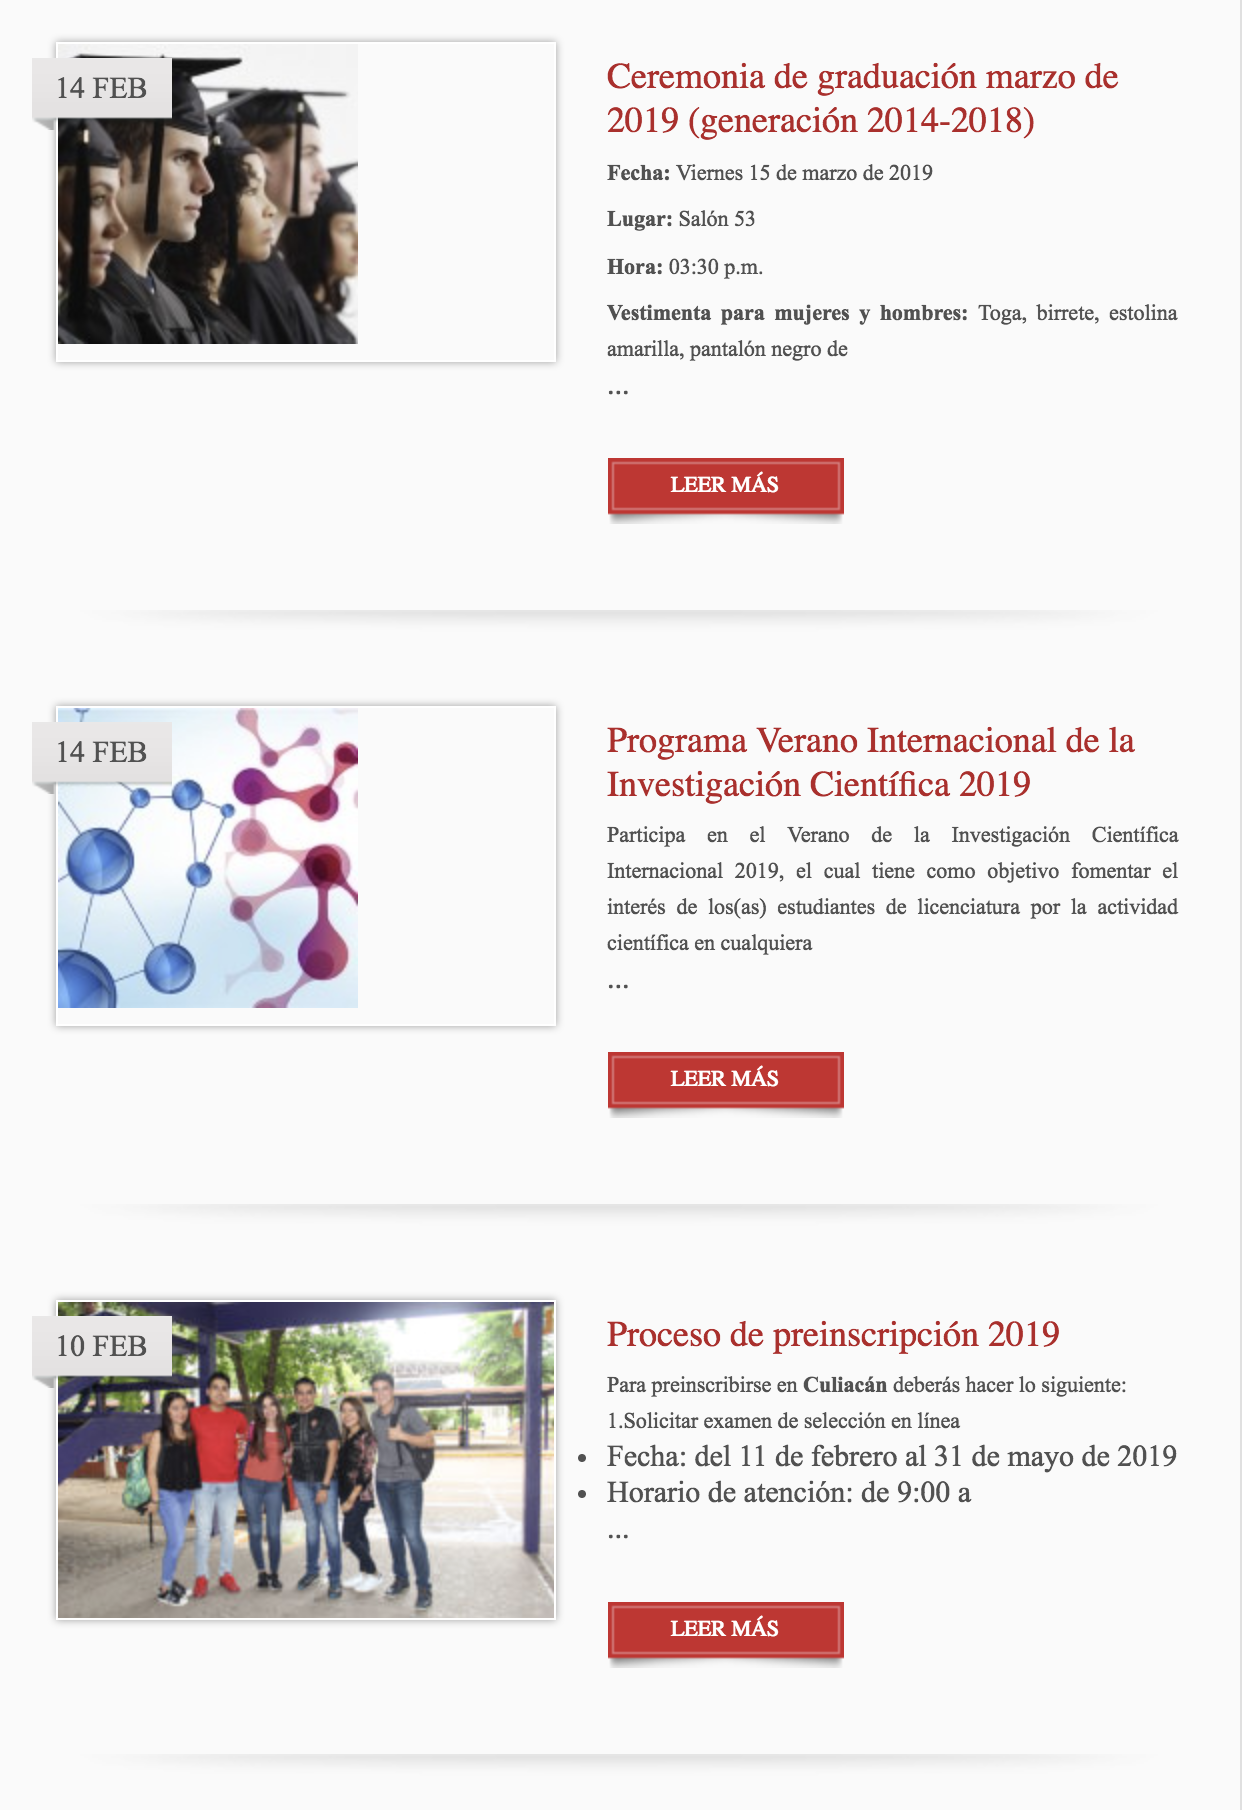 14 FEB
Ceremonia de graduación marzo de
2019 (generación 2014-2018)
Fecha: Viernes 15 de marzo de 2019
Lugar: Salón 53
Hora: 03:30 p.m.
Vestimenta para mujeres y hombres: Toga, birrete, estolina
amarilla, pantalón negro de
...
LEER MÁS
14 FEB
Programa Verano Internacional de la
Investigación Científica 2019
Participa en el Verano de la Investigación Científica
Internacional 2019, el cual tiene como objetivo fomentar el
interés de los(as) estudiantes de licenciatura por la actividad
científica en cualquiera
...
LEER MÁS
10 FEB
Proceso de preinscripción 2019
Para preinscribirse en Culiacán deberás hacer lo siguiente:
1.Solicitar examen de selección en línea
• Fecha: del 11 de febrero al 31 de mayo de 2019
• Horario de atención: de 9:00 a
...
LEER MÁS